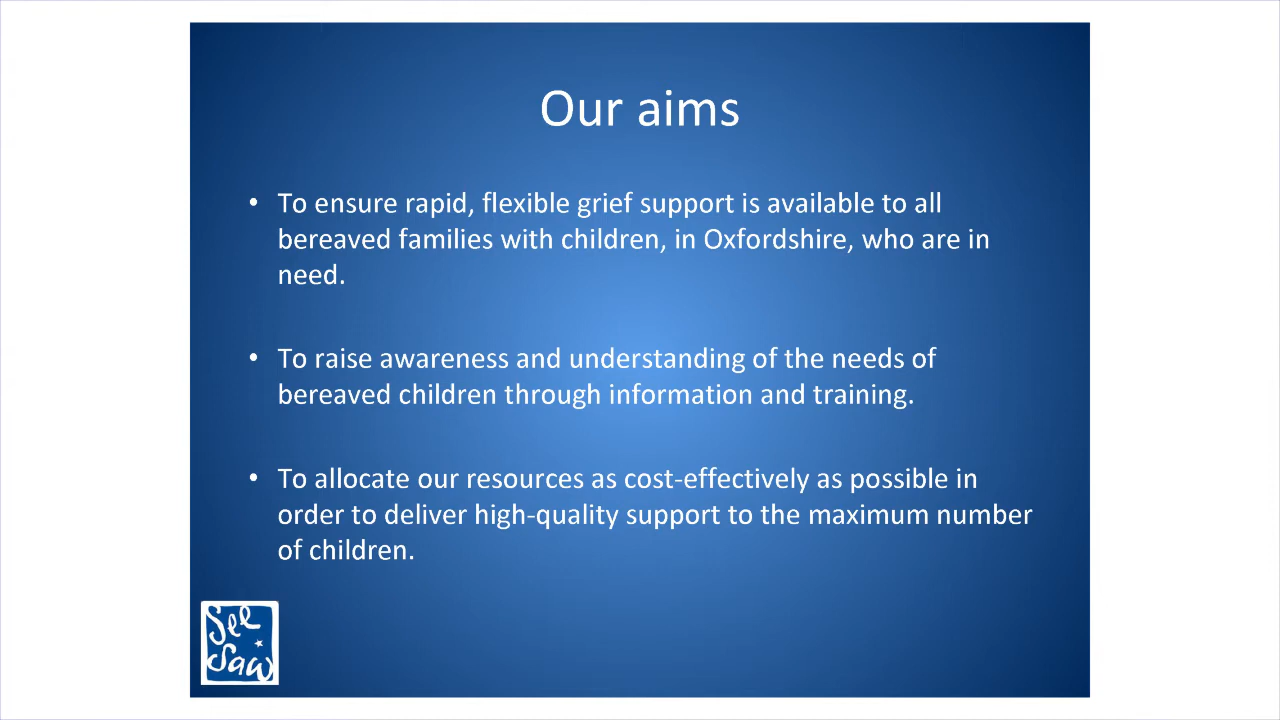 Our aims
• To ensure rapid, flexible grief support is available to all
bereaved families with children, in Oxfordshire, who are in
need.
• To raise awareness and understanding of the needs of
bereaved children through information and training.
• To allocate our resources as cost-effectively as possible in
order to deliver high-quality support to the maximum number
of children.
See
Saw